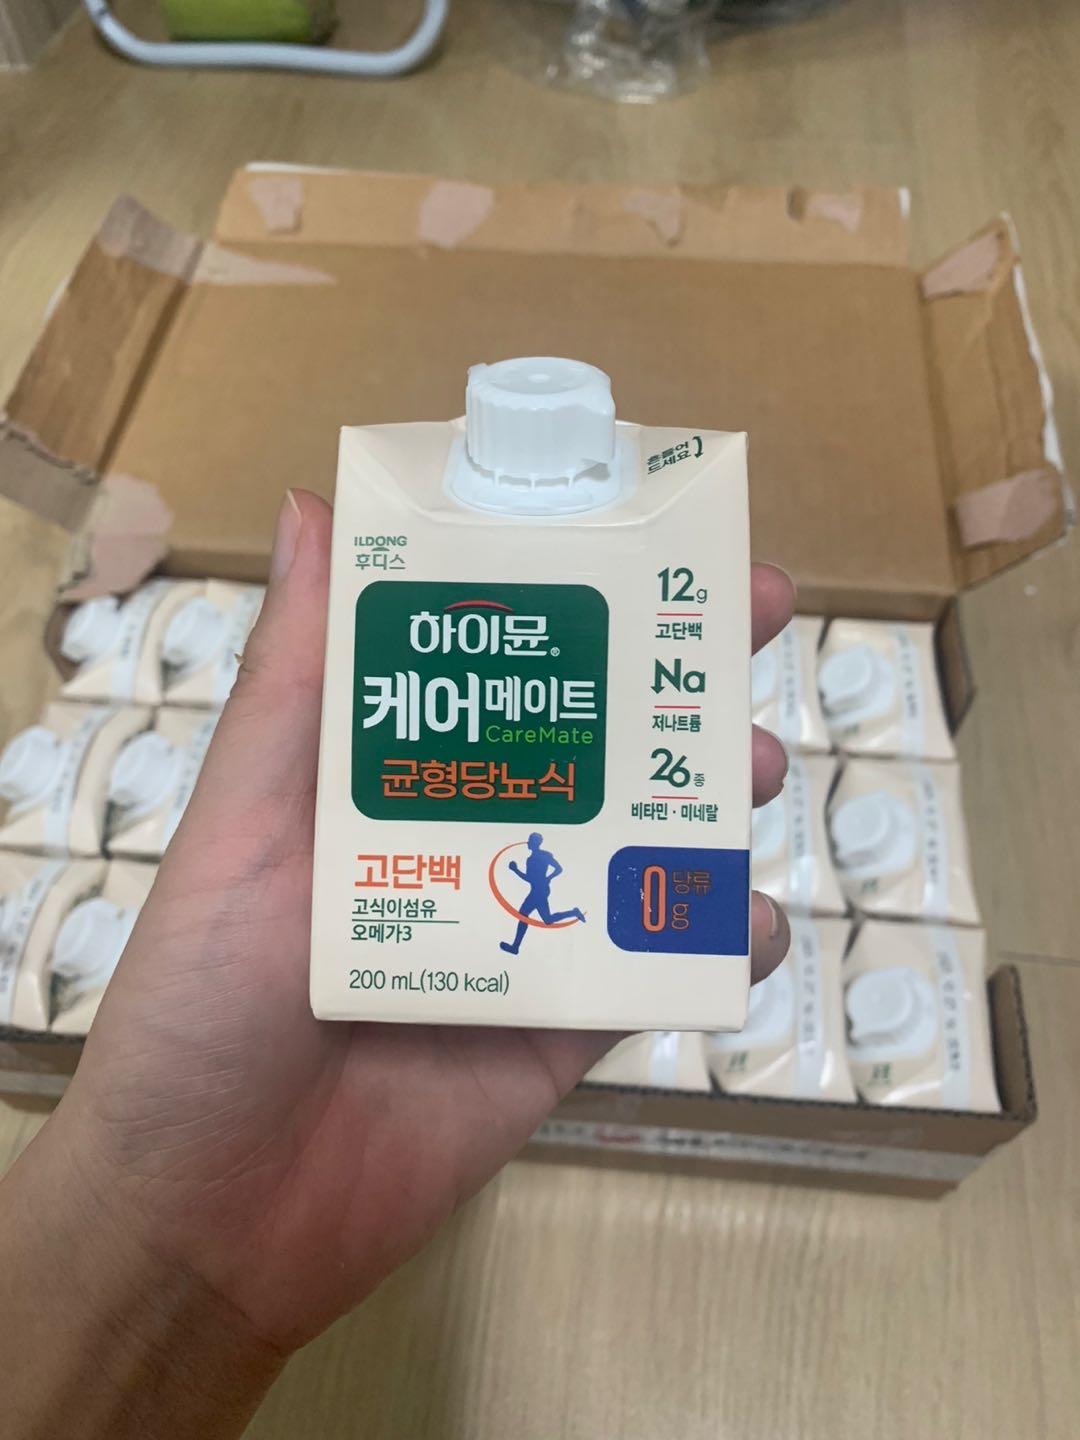 흔들어
드세요
ILDONG
후디스
하이뮨®
케어메이트
CareMate
균형당뇨식
12g
고단백
Na
저나트륨
26종
비타민·미네랄
고단백
고식이섬유
오메가3
0g 당류
200 mL(130 kcal)